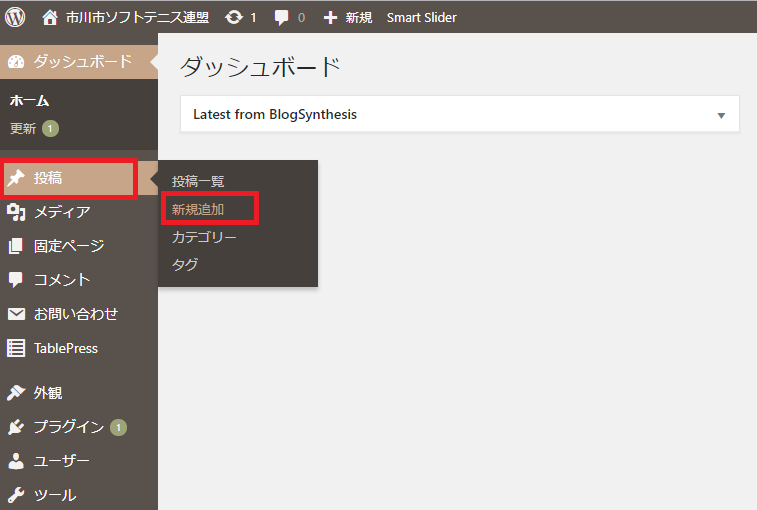 市川市ソフトテニス連盟 1 0 新規 Smart Slider
ダッシュボード
ホーム
更新 1
投稿
メディア
固定ページ
コメント
お問い合わせ
TablePress
外観
プラグイン 1
ユーザー
ツール
投稿一覧
新規追加
カテゴリー
タグ
ダッシュボード
Latest from BlogSynthesis